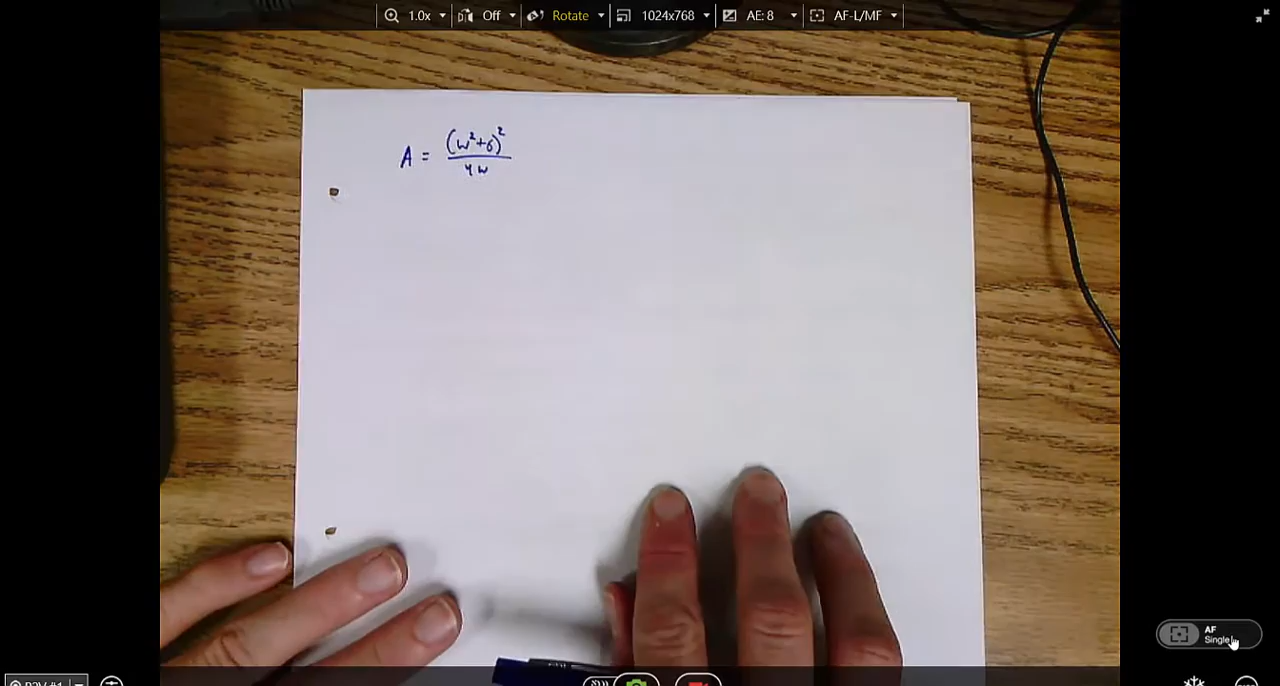 1.0x Off Rotate 1024x768 AE: 8 AF-L/MF
A = (w²+6)² / 4w
AF
Single